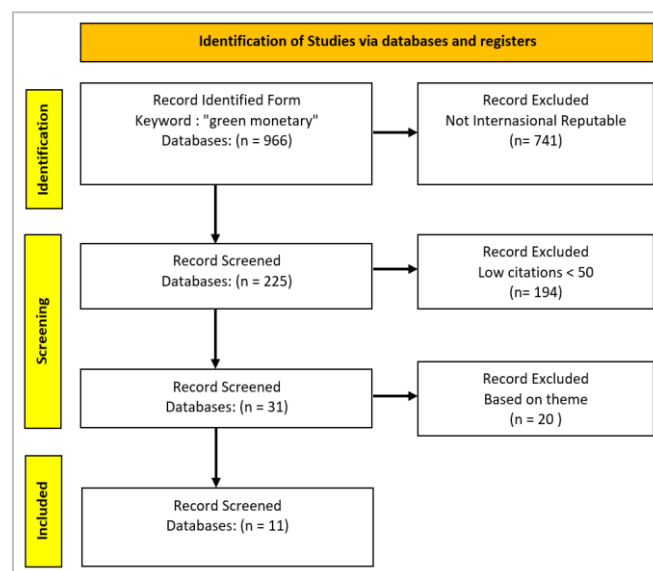 Identification of Studies via databases and registers
Identification
Record Identified Form
Keyword : "green monetary"
Databases: (n = 966)
Record Excluded
Not Internasional Reputable
(n= 741)
Screening
Record Screened
Databases: (n = 225)
Record Excluded
Low citations < 50
(n= 194)
Record Screened
Databases: (n = 31)
Record Excluded
Based on theme
(n = 20 )
Included
Record Screened
Databases: (n = 11)